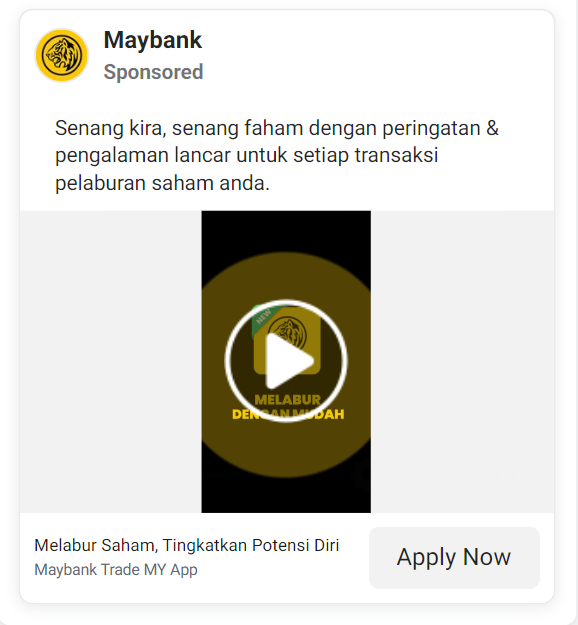 Maybank
Sponsored
Senang kira, senang faham dengan peringatan &
pengalaman lancar untuk setiap transaksi
pelaburan saham anda.
NEW
MELABUR
DENGAN MUDAH
Melabur Saham, Tingkatkan Potensi Diri
Maybank Trade MY App
Apply Now